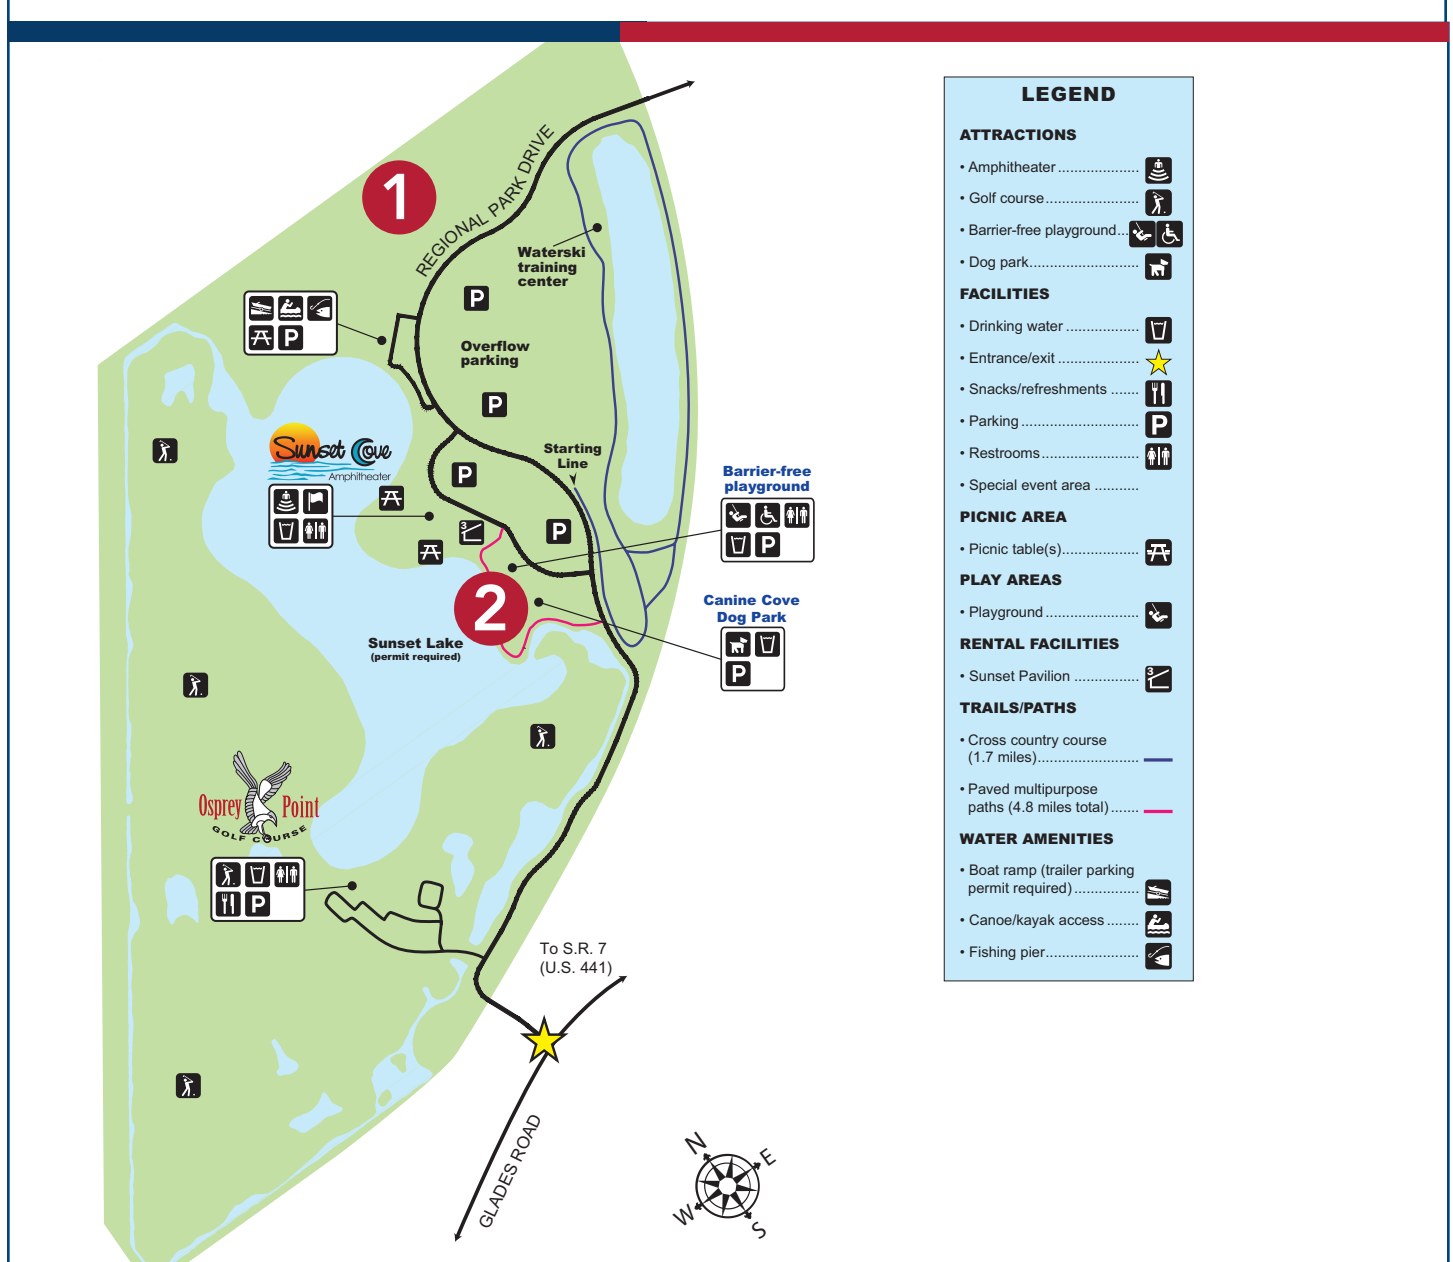 1
REGIONAL PARK DRIVE
Waterski
training
center
P
P
Overflow
parking
P
Sunset Cove
Amphitheater
P
Starting
Line
3
P
Barrier-free
playground
P
2
Canine Cove
Dog Park
P
Sunset Lake
(permit required)
Osprey Point
GOLF COURSE
P
To S.R. 7
(U.S. 441)
GLADES ROAD
N
E
W
S
LEGEND
ATTRACTIONS
• Amphitheater
• Golf course
• Barrier-free playground
• Dog park
FACILITIES
• Drinking water
• Entrance/exit
• Snacks/refreshments
• Parking P
• Restrooms
• Special event area
PICNIC AREA
• Picnic table(s)
PLAY AREAS
• Playground
RENTAL FACILITIES
• Sunset Pavilion 3
TRAILS/PATHS
• Cross country course
(1.7 miles)
• Paved multipurpose
paths (4.8 miles total)
WATER AMENITIES
• Boat ramp (trailer parking
permit required)
• Canoe/kayak access
• Fishing pier